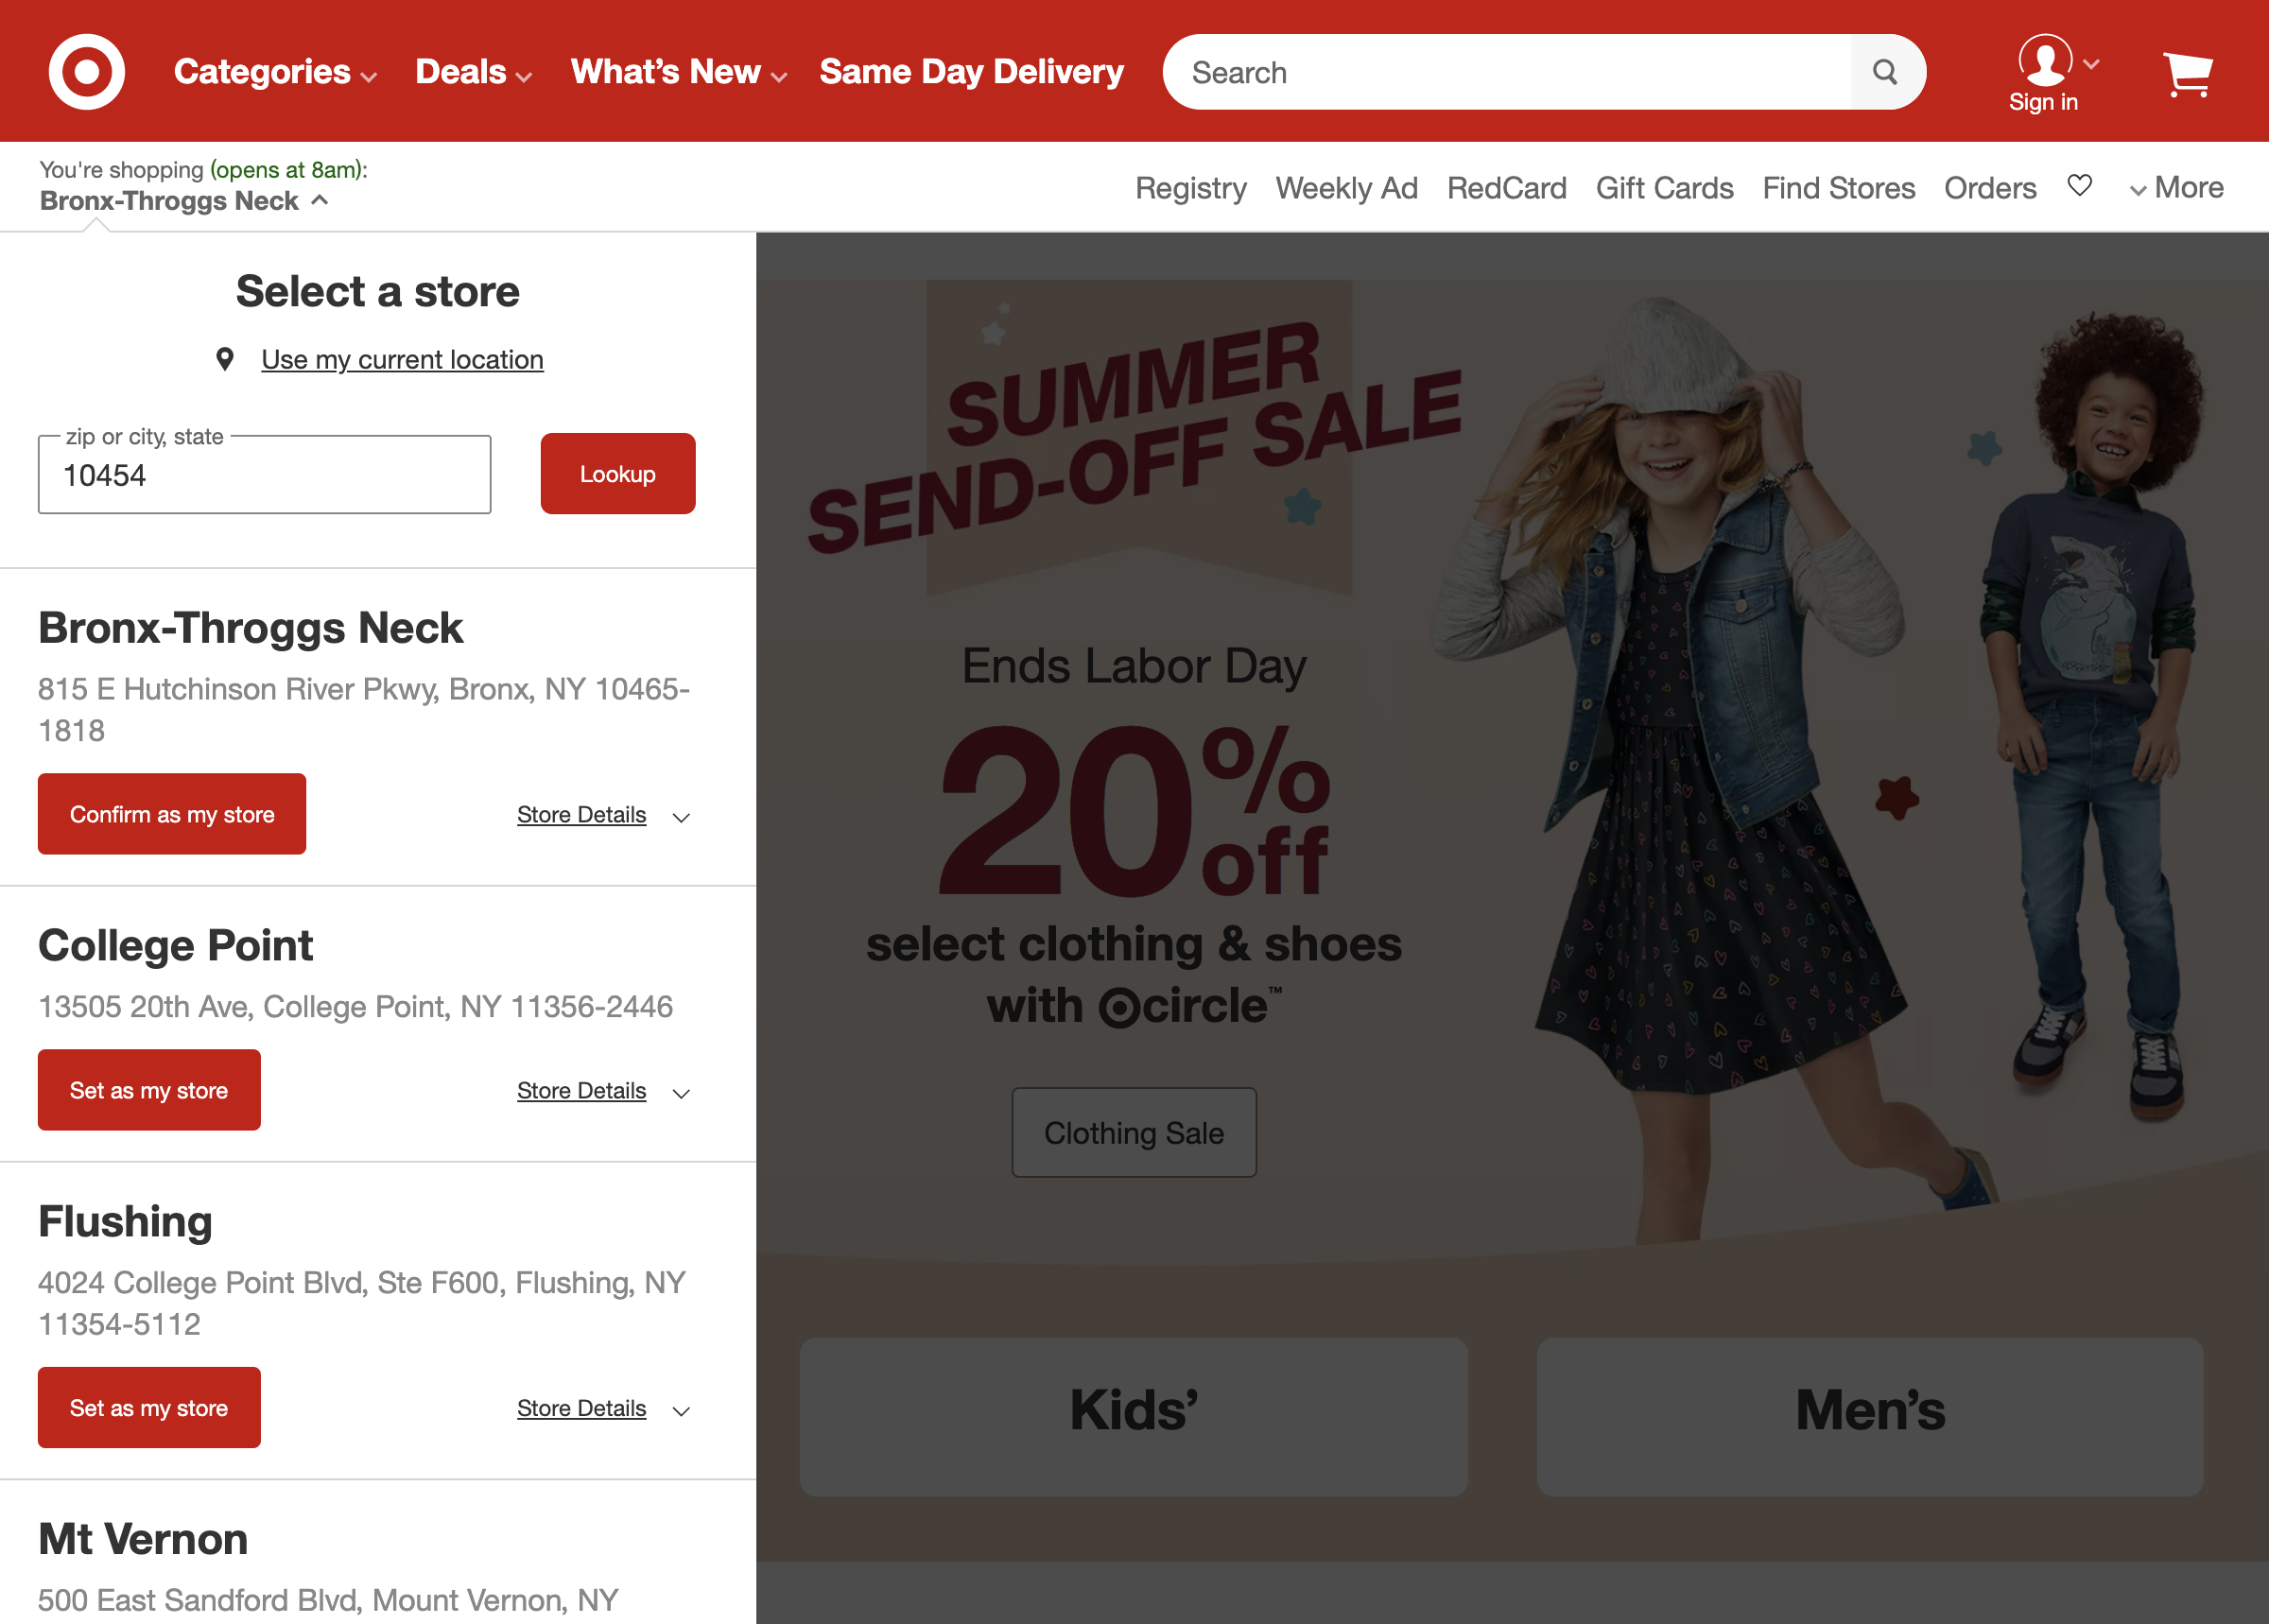 Categories
Deals
What's New
Same Day Delivery
Search
Sign in
You're shopping (opens at 8am):
Bronx-Throggs Neck
Registry
Weekly Ad
RedCard
Gift Cards
Find Stores
Orders
More
Select a store
Use my current location
zip or city, state
10454
Lookup
Bronx-Throggs Neck
815 E Hutchinson River Pkwy, Bronx, NY 10465-
1818
Confirm as my store
Store Details
College Point
13505 20th Ave, College Point, NY 11356-2446
Set as my store
Store Details
Flushing
4024 College Point Blvd, Ste F600, Flushing, NY
11354-5112
Set as my store
Store Details
Mt Vernon
500 East Sandford Blvd, Mount Vernon, NY
SUMMER
SEND-OFF SALE
Ends Labor Day
20% off
select clothing & shoes
with circle™
Clothing Sale
Kids'
Men's